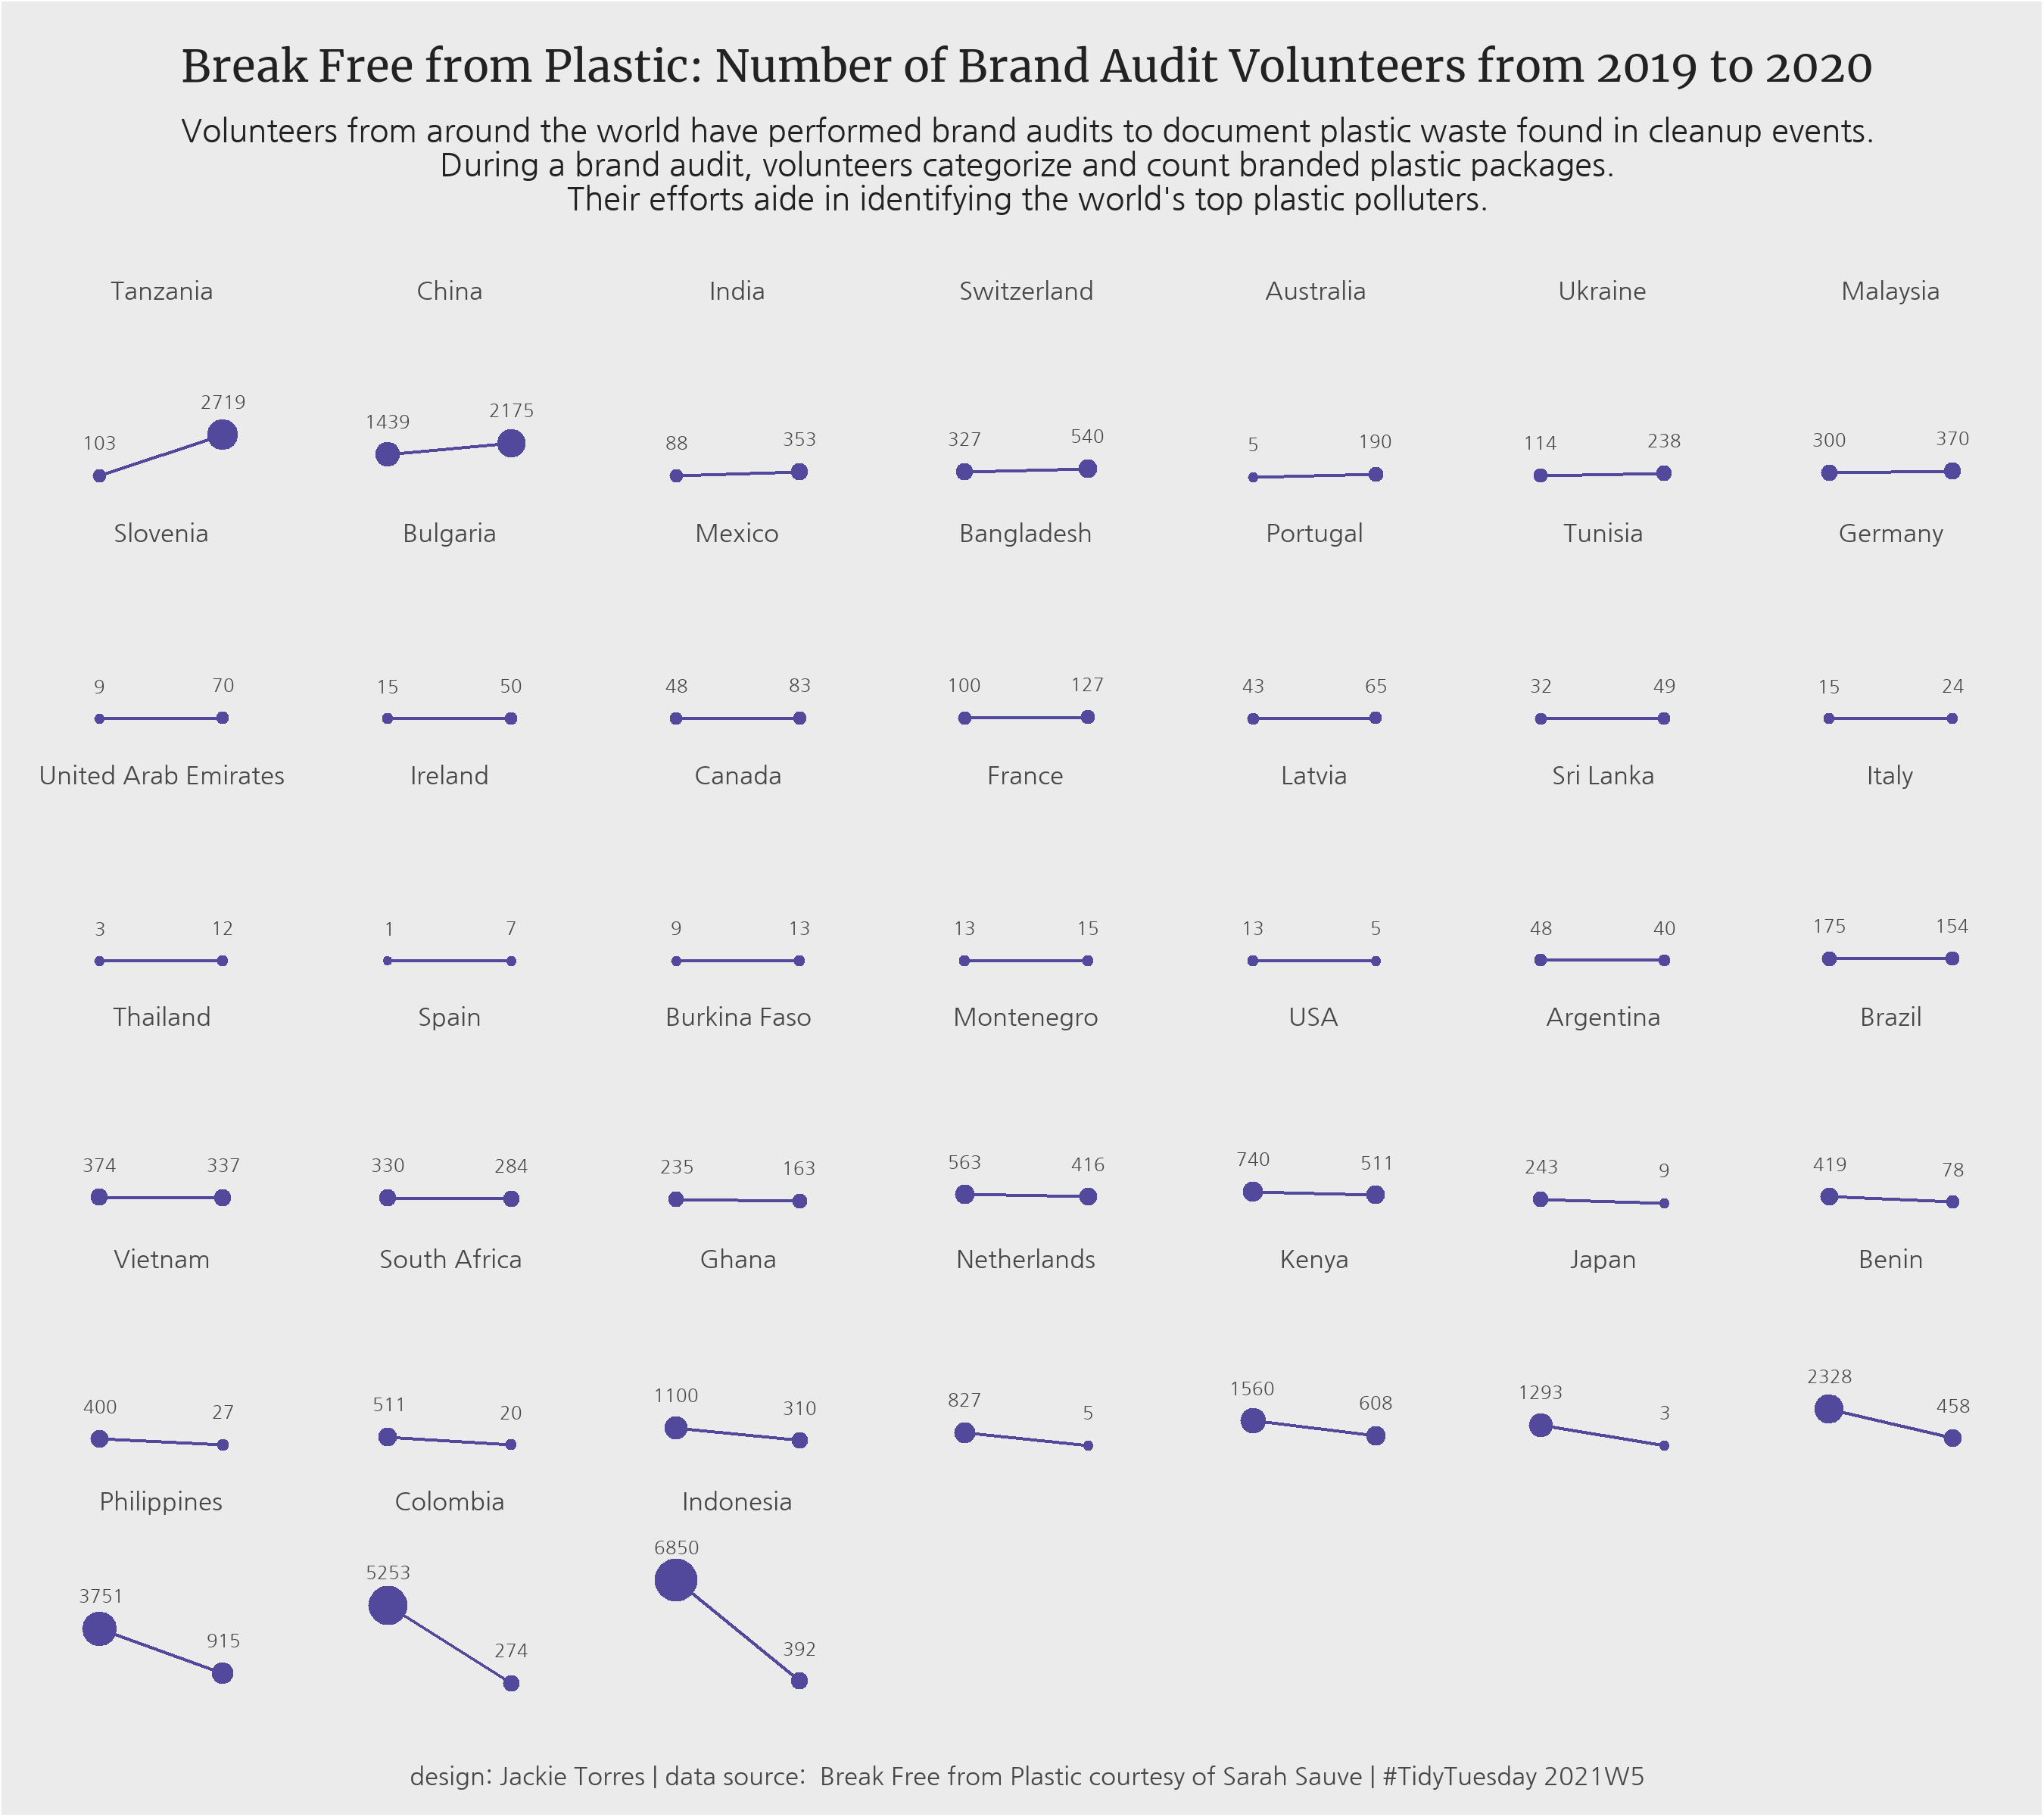 Break Free from Plastic: Number of Brand Audit Volunteers from 2019 to 2020
Volunteers from around the world have performed brand audits to document plastic waste found in cleanup events.
During a brand audit, volunteers categorize and count branded plastic packages.
Their efforts aide in identifying the world's top plastic polluters.
Tanzania China India Switzerland Australia Ukraine Malaysia
103 2719 1439 2175 88 353 327 540 5 190 114 238 300 370
Slovenia Bulgaria Mexico Bangladesh Portugal Tunisia Germany
9 70 15 50 48 83 100 127 43 65 32 49 15 24
United Arab Emirates Ireland Canada France Latvia Sri Lanka Italy
3 12 1 7 9 13 13 15 13 5 48 40 175 154
Thailand Spain Burkina Faso Montenegro USA Argentina Brazil
374 337 330 284 235 163 563 416 740 511 243 9 419 78
Vietnam South Africa Ghana Netherlands Kenya Japan Benin
400 27 511 20 1100 310 827 5 1560 608 1293 3 2328 458
Philippines Colombia Indonesia
3751 915 5253 274 6850 392
design: Jackie Torres | data source:  Break Free from Plastic courtesy of Sarah Sauve | #TidyTuesday 2021W5